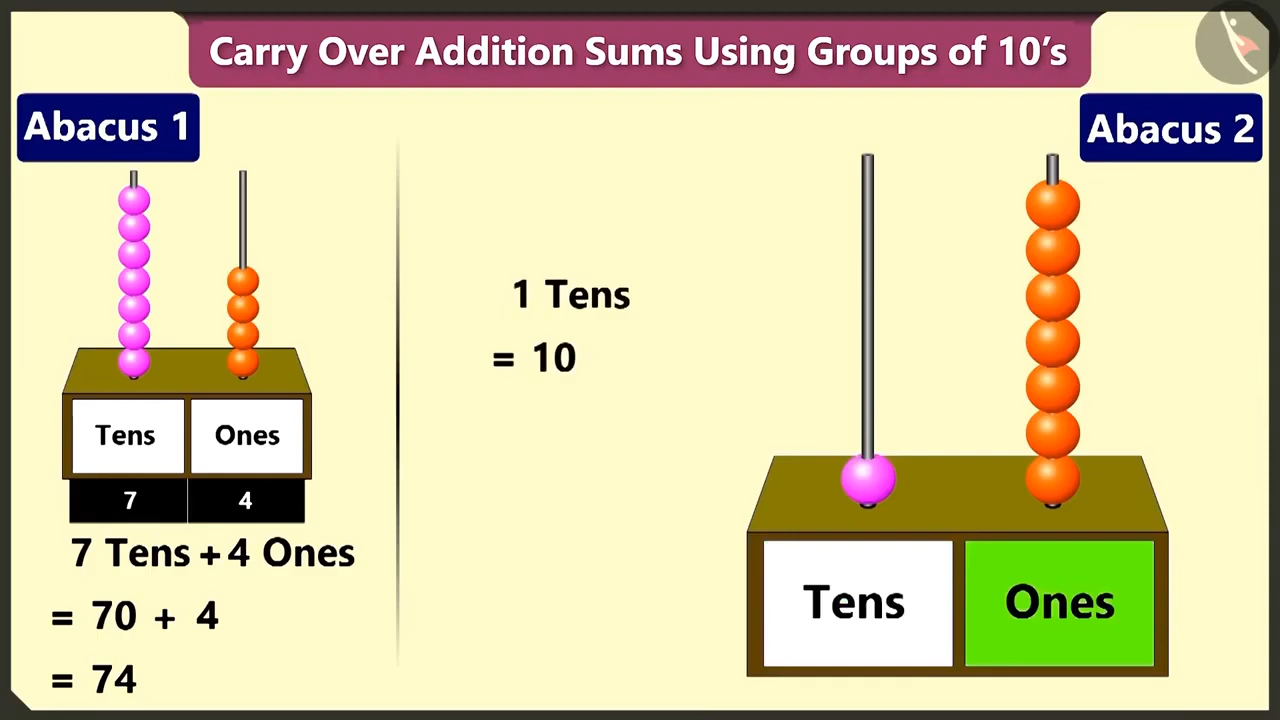 Carry Over Addition Sums Using Groups of 10’s
Abacus 1
Tens Ones
7 4
7 Tens + 4 Ones
= 70 + 4
= 74
1 Tens
= 10
Abacus 2
Tens Ones